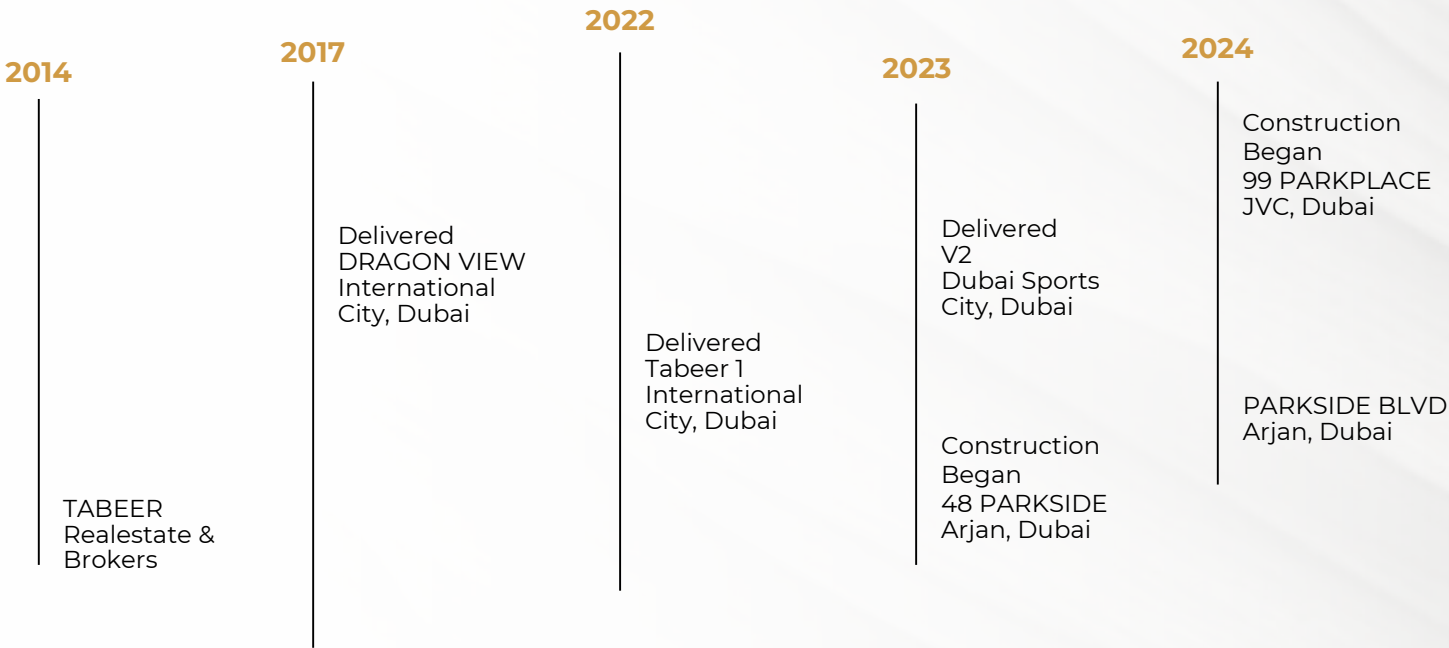 2014
TABEER
Realestate &
Brokers
2017
Delivered
DRAGON VIEW
International
City, Dubai
2022
Delivered
Tabeer 1
International
City, Dubai
2023
Delivered
V2
Dubai Sports
City, Dubai
Construction
Began
48 PARKSIDE
Arjan, Dubai
2024
Construction
Began
99 PARKPLACE
JVC, Dubai
PARKSIDE BLVD
Arjan, Dubai